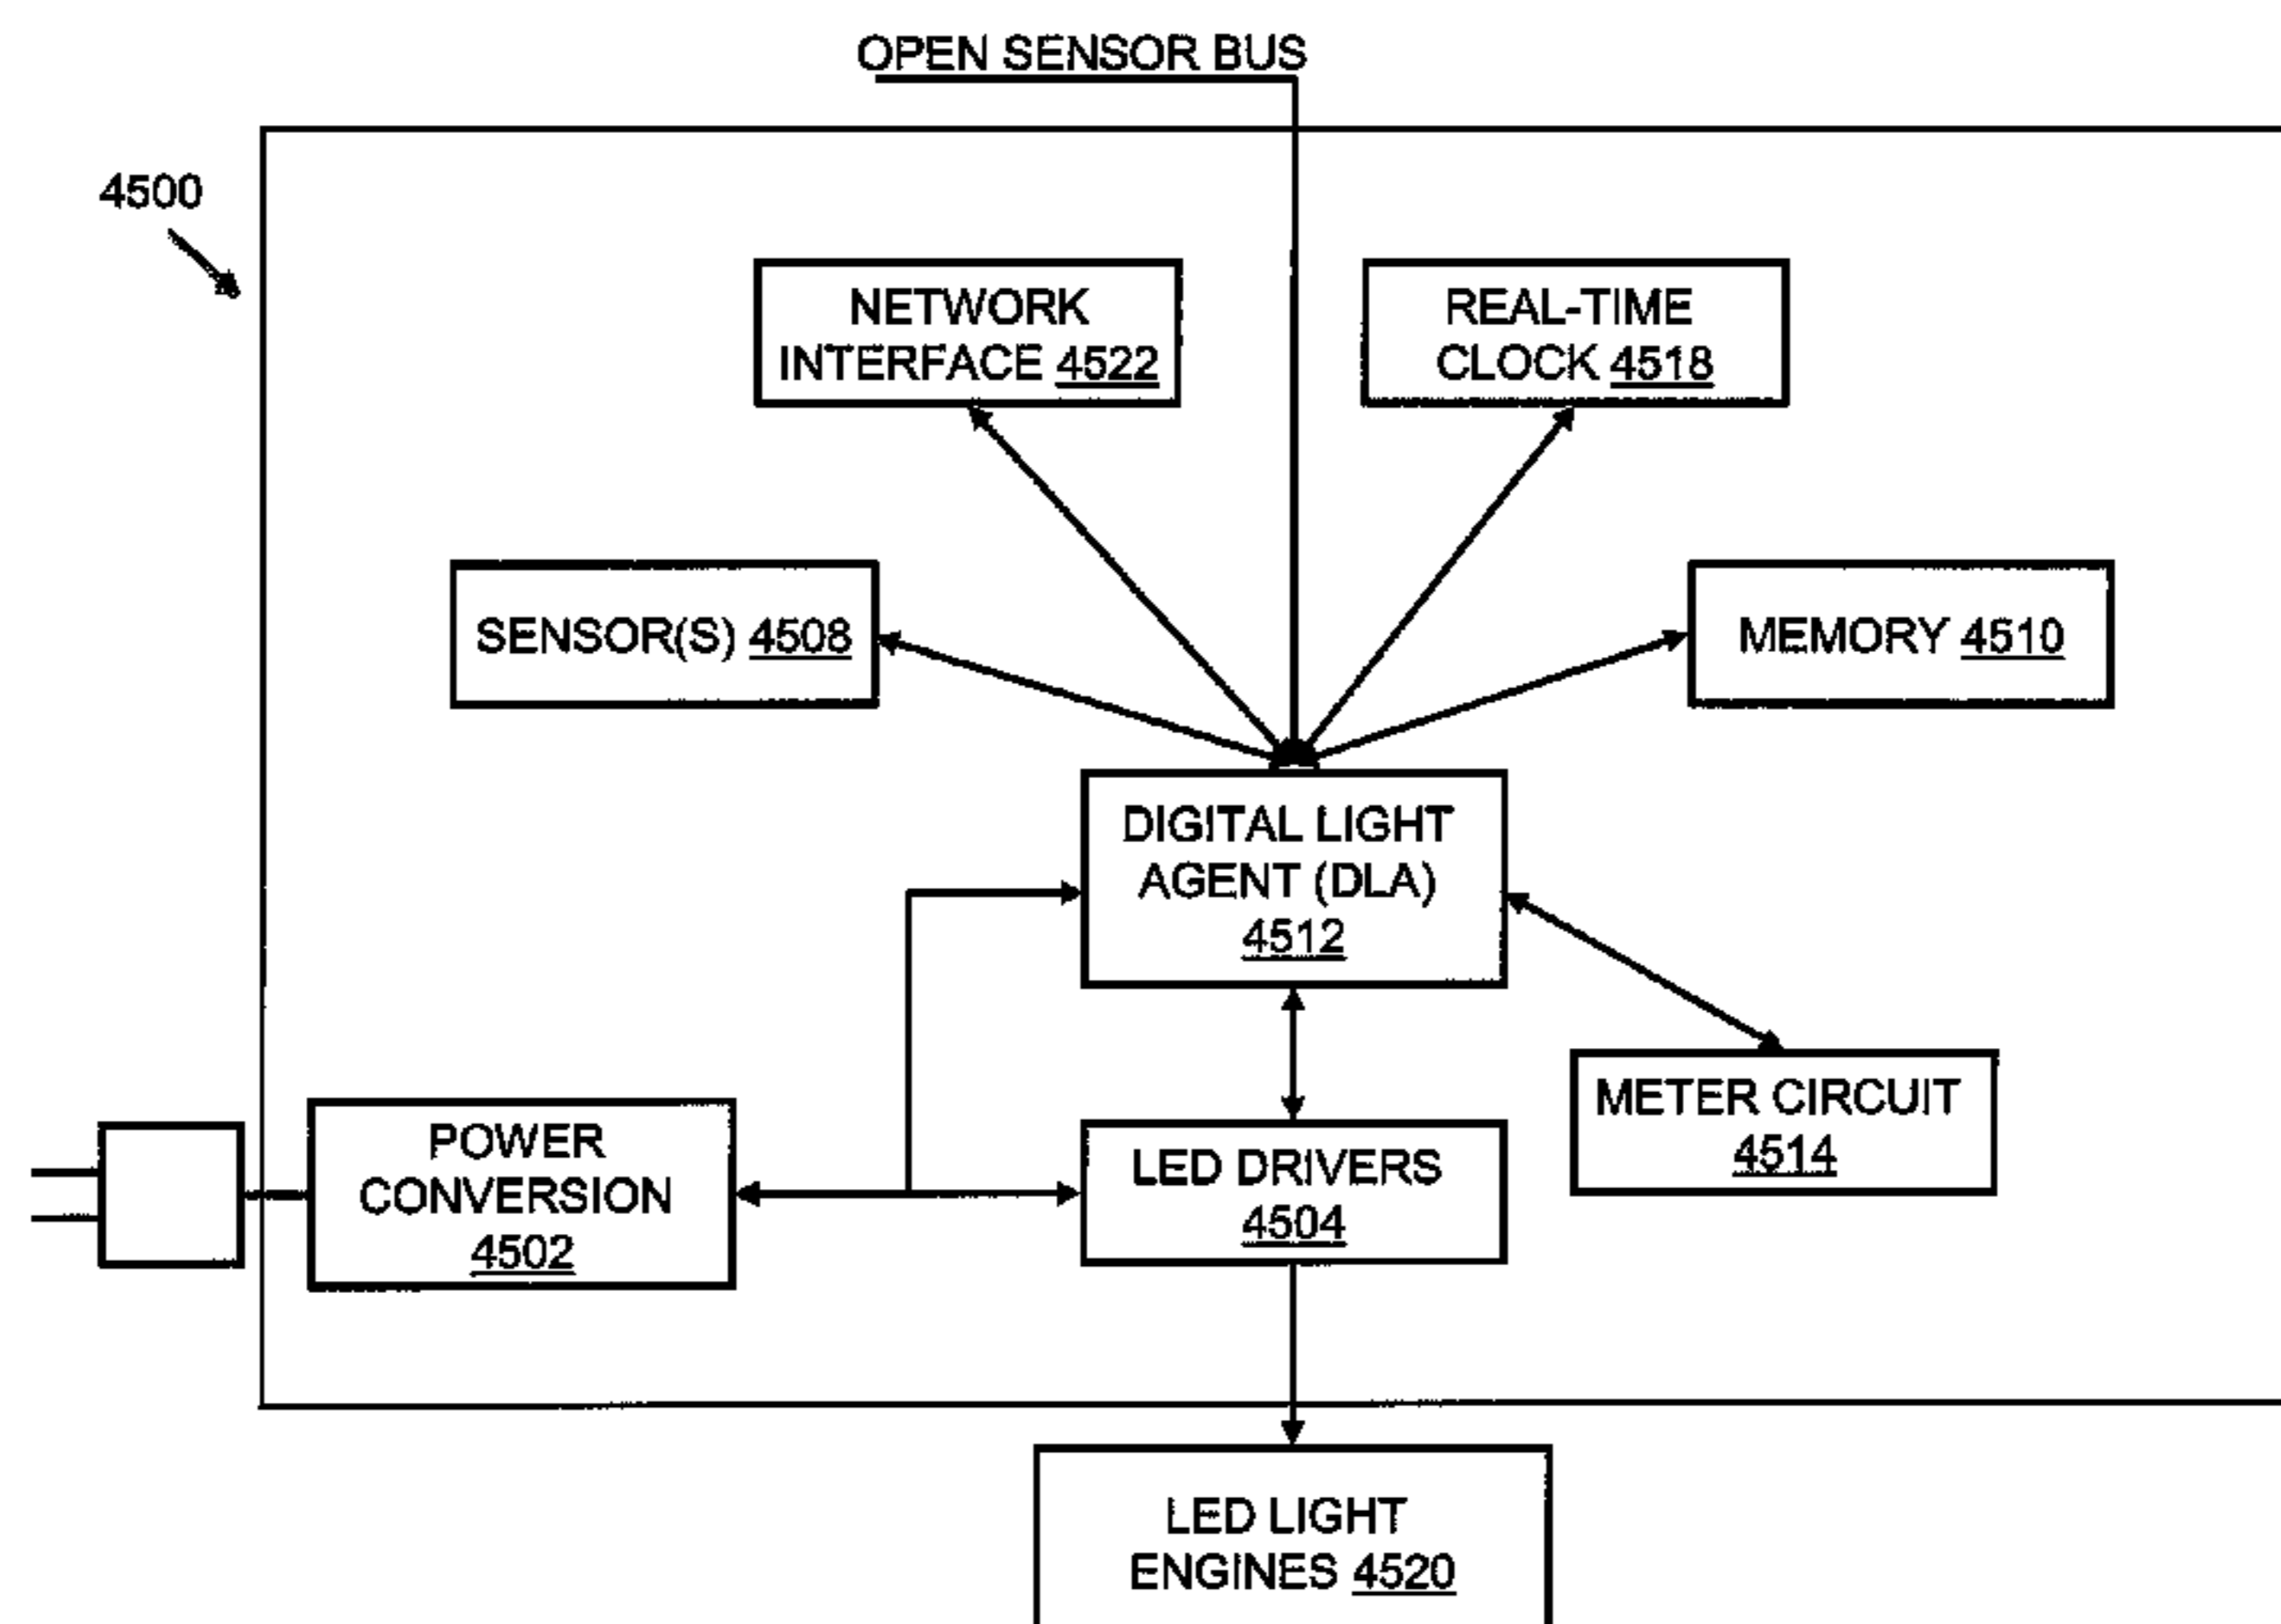 OPEN SENSOR BUS
4500
NETWORK
INTERFACE 4522
REAL-TIME
CLOCK 4518
SENSOR(S) 4508
MEMORY 4510
DIGITAL LIGHT
AGENT (DLA)
4512
METER CIRCUIT
4514
POWER
CONVERSION
4502
LED DRIVERS
4504
LED LIGHT
ENGINES 4520